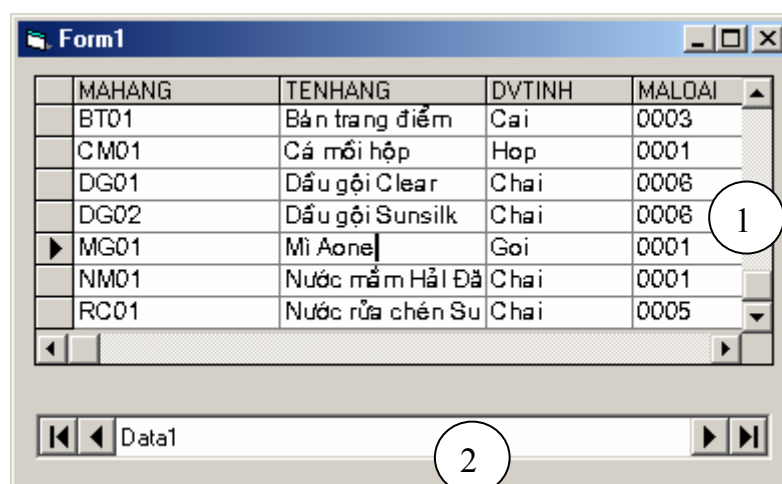 Form1
MAHANG TENHANG DVTINH MALOAI
BT01 Bàn trang điểm Cai 0003
CM01 Cá mồi hộp Hop 0001
DG01 Dầu gội Clear Chai 0006
DG02 Dầu gội Sunsilk Chai 0006
MG01 Mì Aone Goi 0001
NM01 Nước mắm Hải Đă Chai 0001
RC01 Nước rửa chén Su Chai 0005
1
Data1
2